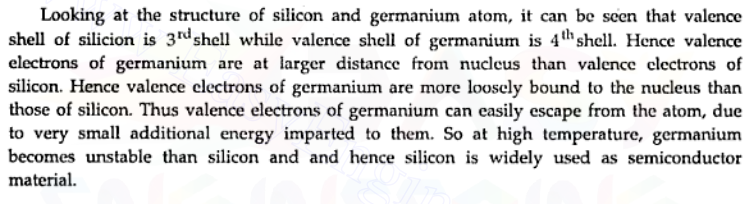 Looking at the structure of silicon and germanium atom, it can be seen that valence
shell of silicion is 3rd shell while valence shell of germanium is 4th shell. Hence valence
electrons of germanium are at larger distance from nucleus than valence electrons of
silicon. Hence valence electrons of germanium are more loosely bound to the nucleus than
those of silicon. Thus valence electrons of germanium can easily escape from the atom, due
to very small additional energy imparted to them. So at high temperature, germanium
becomes unstable than silicon and and hence silicon is widely used as semiconductor
material.